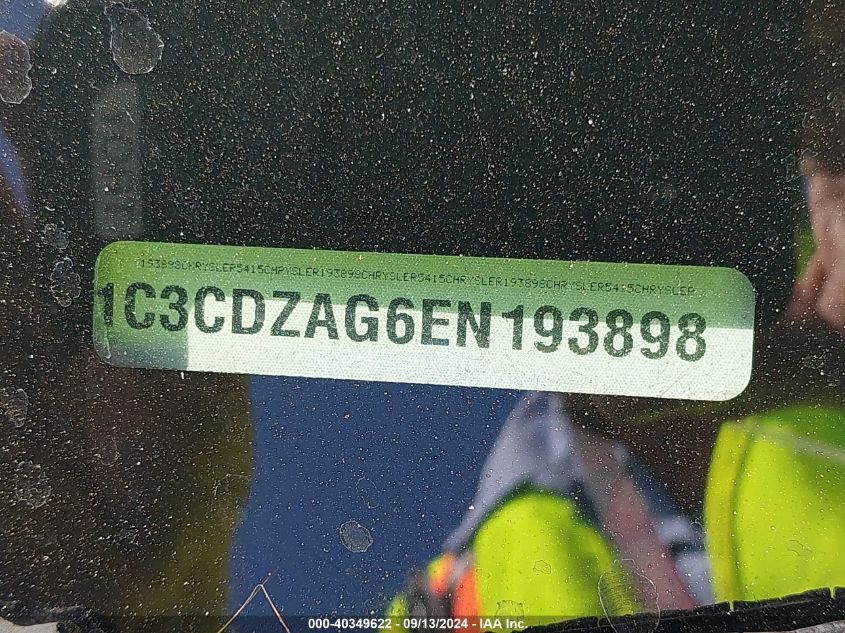 193898CHRYSLER5415CHRYSLER193898CHRYSLER5415CHRYSLER193898CHRYSLER5415CHRYSLER
1C3CDZAG6EN193898
000-40349622 - 09/13/2024 - IAA Inc.